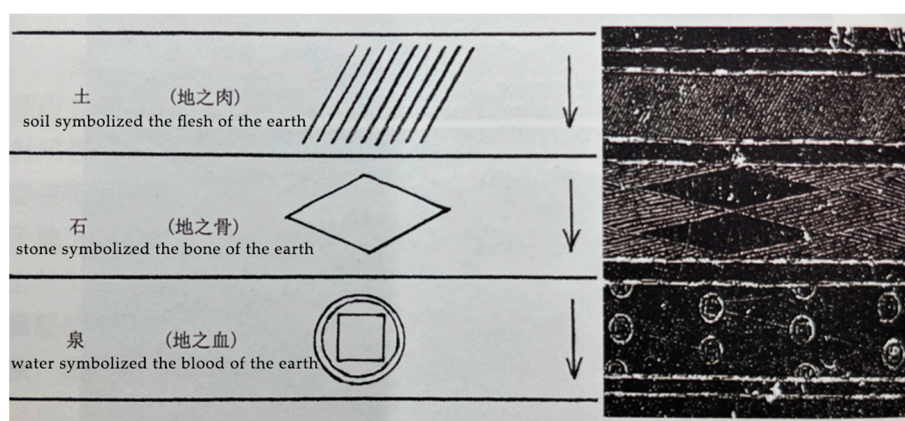 土 (地之肉)
soil symbolized the flesh of the earth
石 (地之骨)
stone symbolized the bone of the earth
泉 (地之血)
water symbolized the blood of the earth